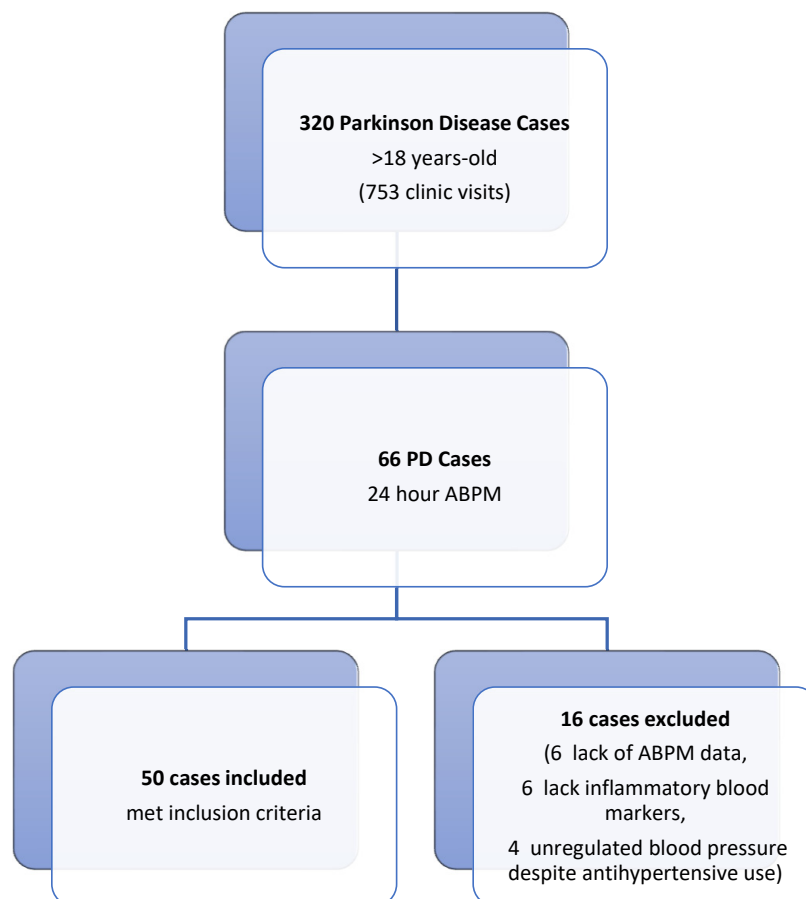 320 Parkinson Disease Cases
>18 years-old
(753 clinic visits)
66 PD Cases
24 hour ABPM
50 cases included
met inclusion criteria
16 cases excluded
(6 lack of ABPM data,
6 lack inflammatory blood
markers,
4 unregulated blood pressure
despite antihypertensive use)